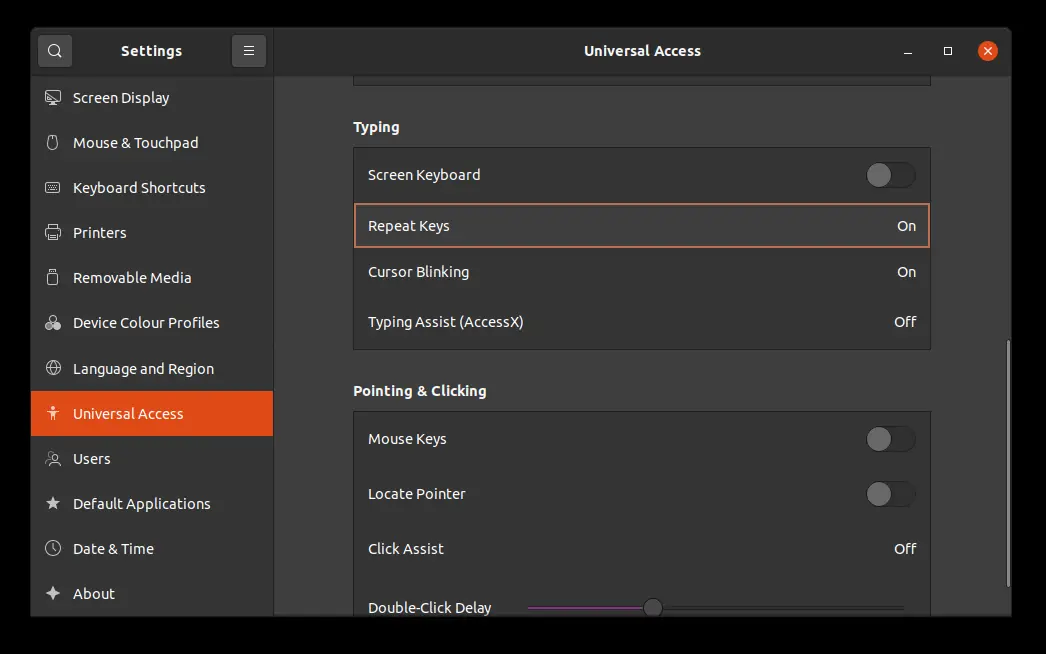 Settings
Universal Access
Screen Display
Mouse & Touchpad
Keyboard Shortcuts
Printers
Removable Media
Device Colour Profiles
Language and Region
Universal Access
Users
Default Applications
Date & Time
About
Typing
Screen Keyboard
Repeat Keys On
Cursor Blinking On
Typing Assist (AccessX) Off
Pointing & Clicking
Mouse Keys
Locate Pointer
Click Assist Off
Double-Click Delay